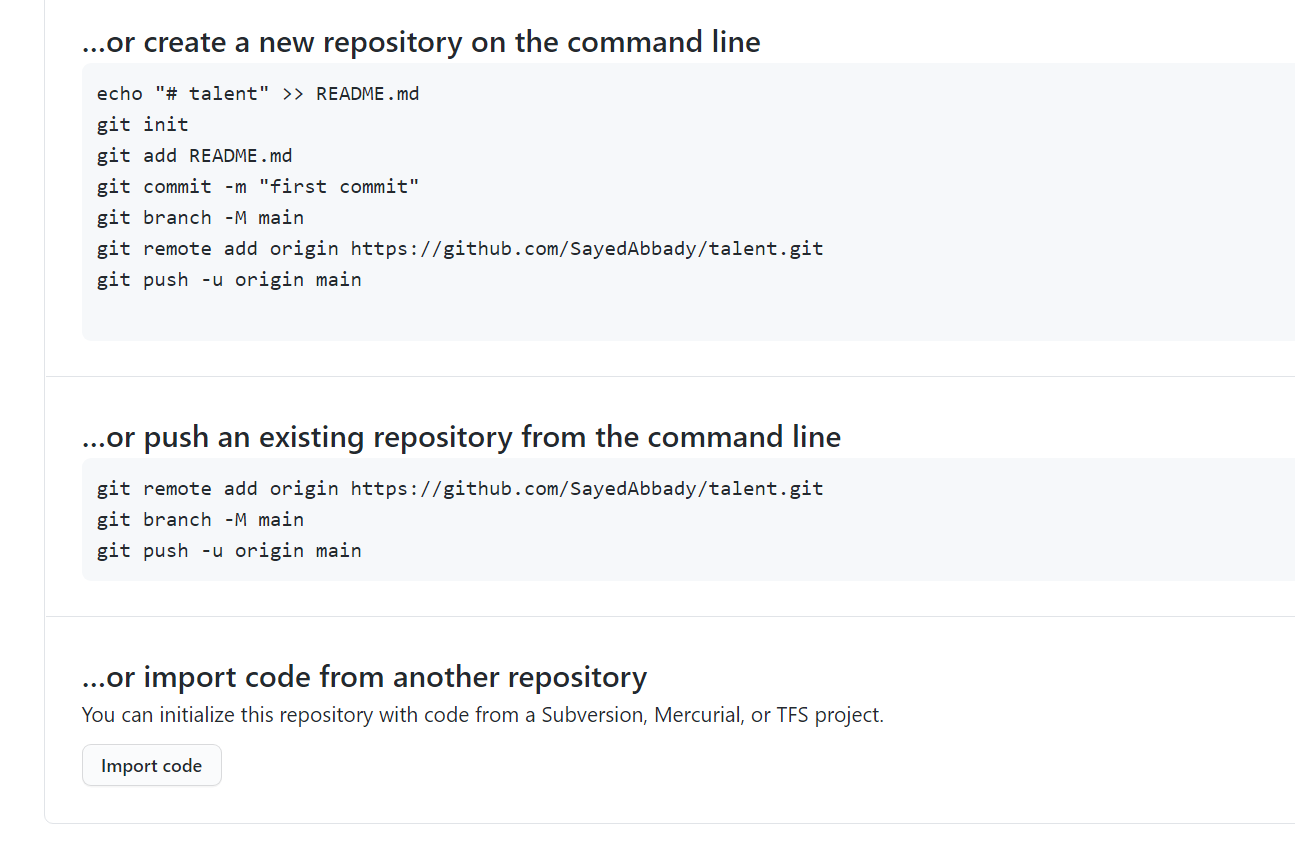 ...or create a new repository on the command line
echo "# talent" >> README.md
git init
git add README.md
git commit -m "first commit"
git branch -M main
git remote add origin https://github.com/SayedAbbady/talent.git
git push -u origin main
...or push an existing repository from the command line
git remote add origin https://github.com/SayedAbbady/talent.git
git branch -M main
git push -u origin main
...or import code from another repository
You can initialize this repository with code from a Subversion, Mercurial, or TFS project.
Import code